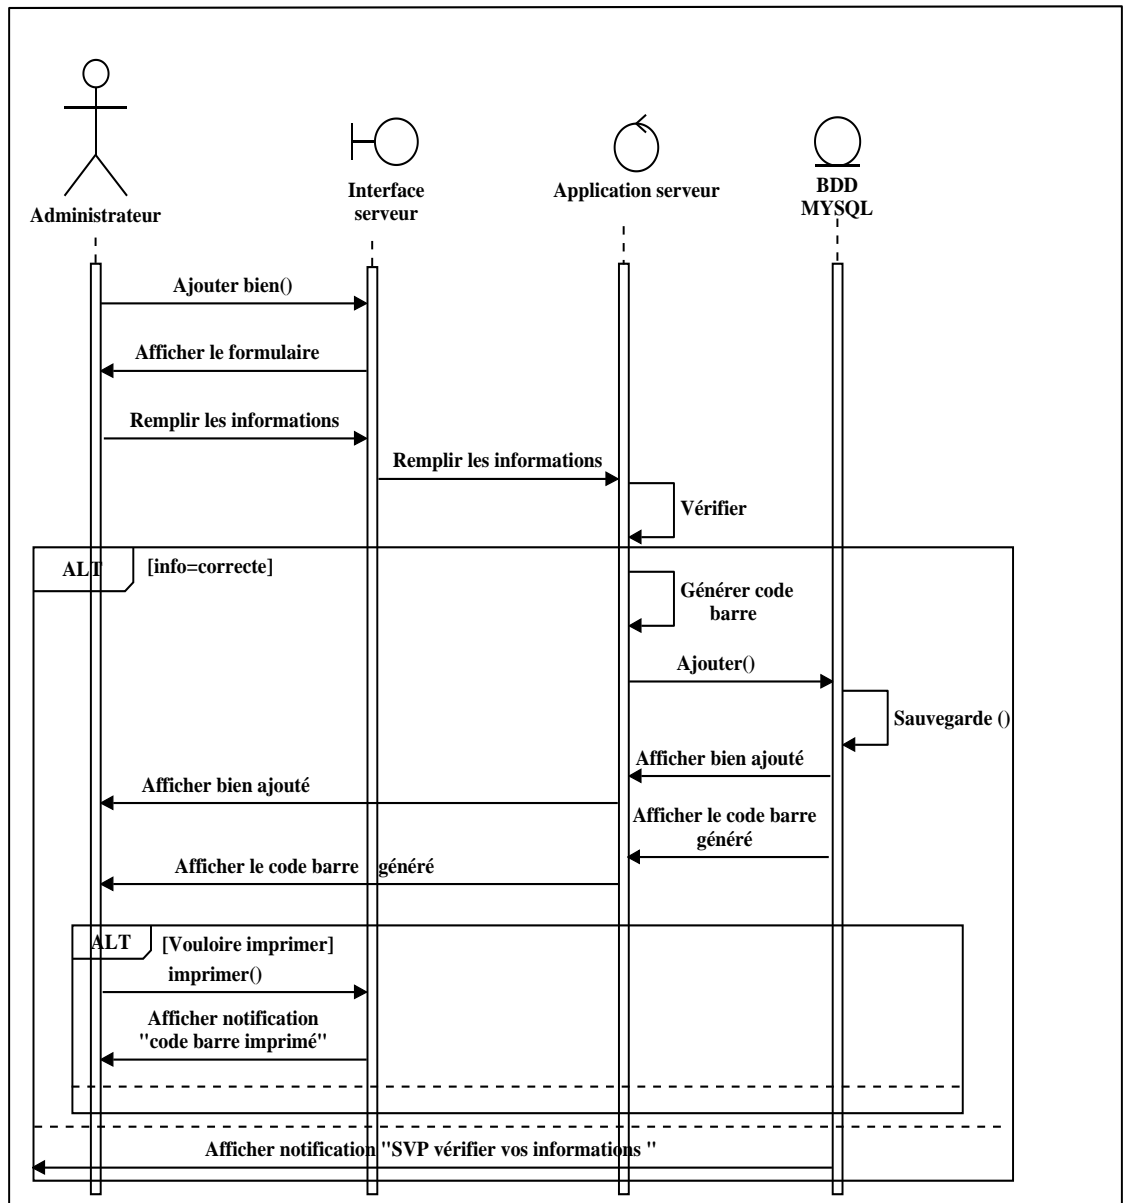 Administrateur
Interface
serveur
Application serveur
BDD
MYSQL
Ajouter bien()
Afficher le formulaire
Remplir les informations
Remplir les informations
Vérifier
ALT
[info=correcte]
Générer code
barre
Ajouter()
Sauvegarde ()
Afficher bien ajouté
Afficher bien ajouté
Afficher le code barre
généré
Afficher le code barre généré
ALT
[Vouloire imprimer]
imprimer()
Afficher notification
"code barre imprimé"
Afficher notification "SVP vérifier vos informations "